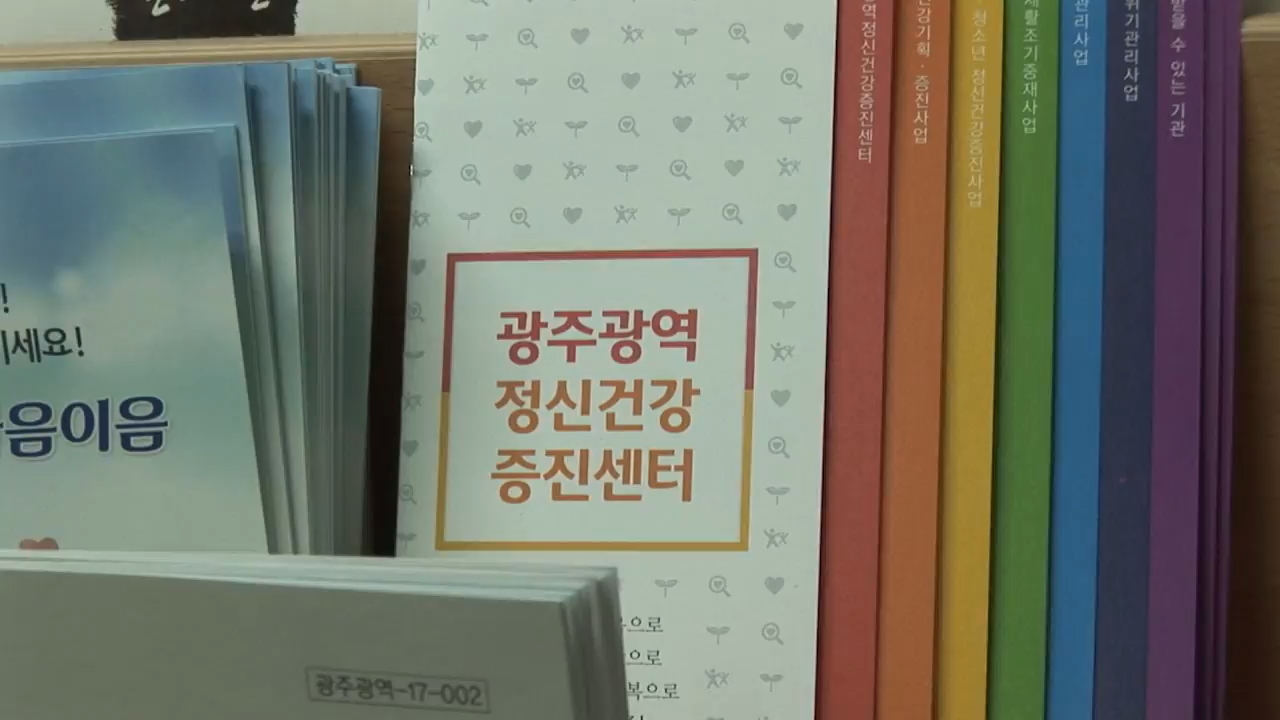 광주광역
정신건강
증진센터
역정신건강증진센터
건강기획·증진사업
청소년 정신건강증진사업
재활조기중재사업
관리사업
위기관리사업
받을 수 있는 기관
!
이세요!
마음이음
으로
으로
복으로
광주광역-17-002